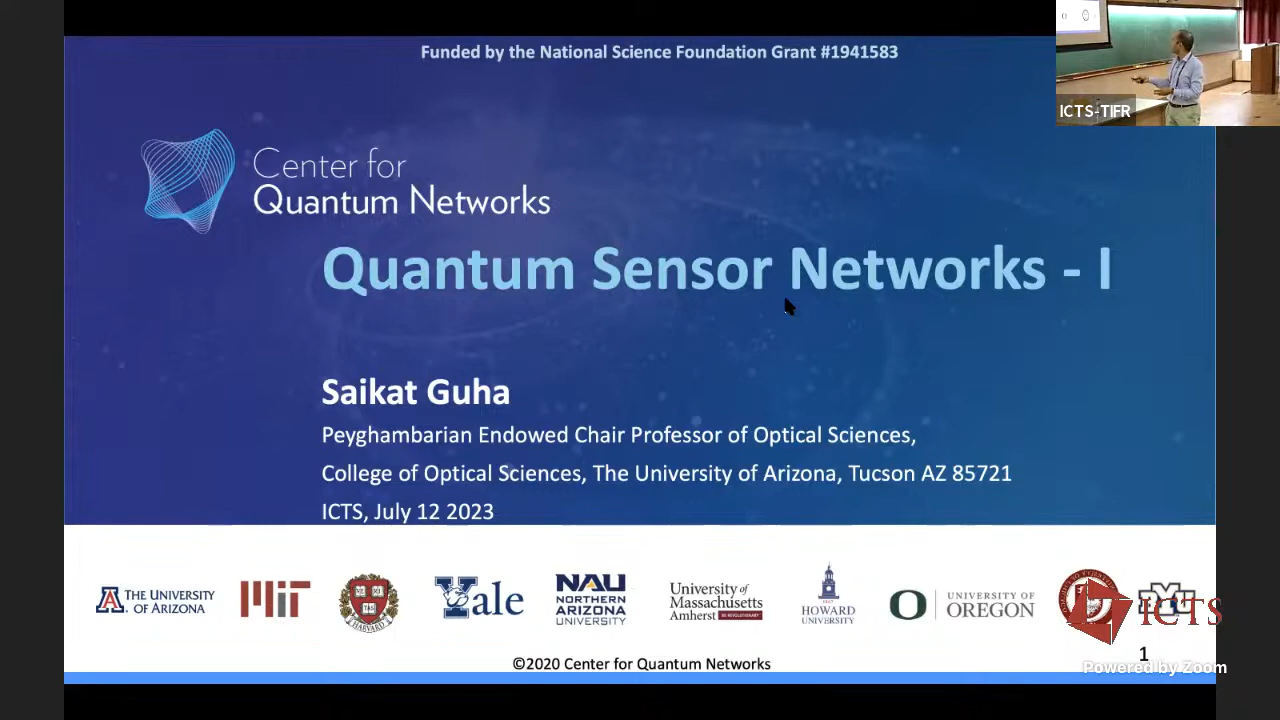 Funded by the National Science Foundation Grant #1941583
ICTS-TIFR
Center for
Quantum Networks
Quantum Sensor Networks - I
Saikat Guha
Peyghambarian Endowed Chair Professor of Optical Sciences,
College of Optical Sciences, The University of Arizona, Tucson AZ 85721
ICTS, July 12 2023
A THE UNIVERSITY
OF ARIZONA
MIT
HARVARD
Yale
NAU
NORTHERN
ARIZONA
UNIVERSITY
University of
Massachusetts
Amherst
HOWARD
UNIVERSITY
O UNIVERSITY OF
OREGON
ICTS
1
Powered by Zoom
©2020 Center for Quantum Networks